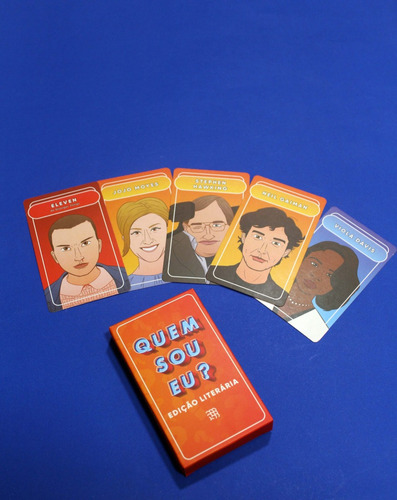 ELEVEN
JOJO MOYES
STEPHEN
HAWKING
NEIL GAIMAN
VIOLA DAVIS
QUEM
SOU
EU?
EDIÇÃO LITERÁRIA